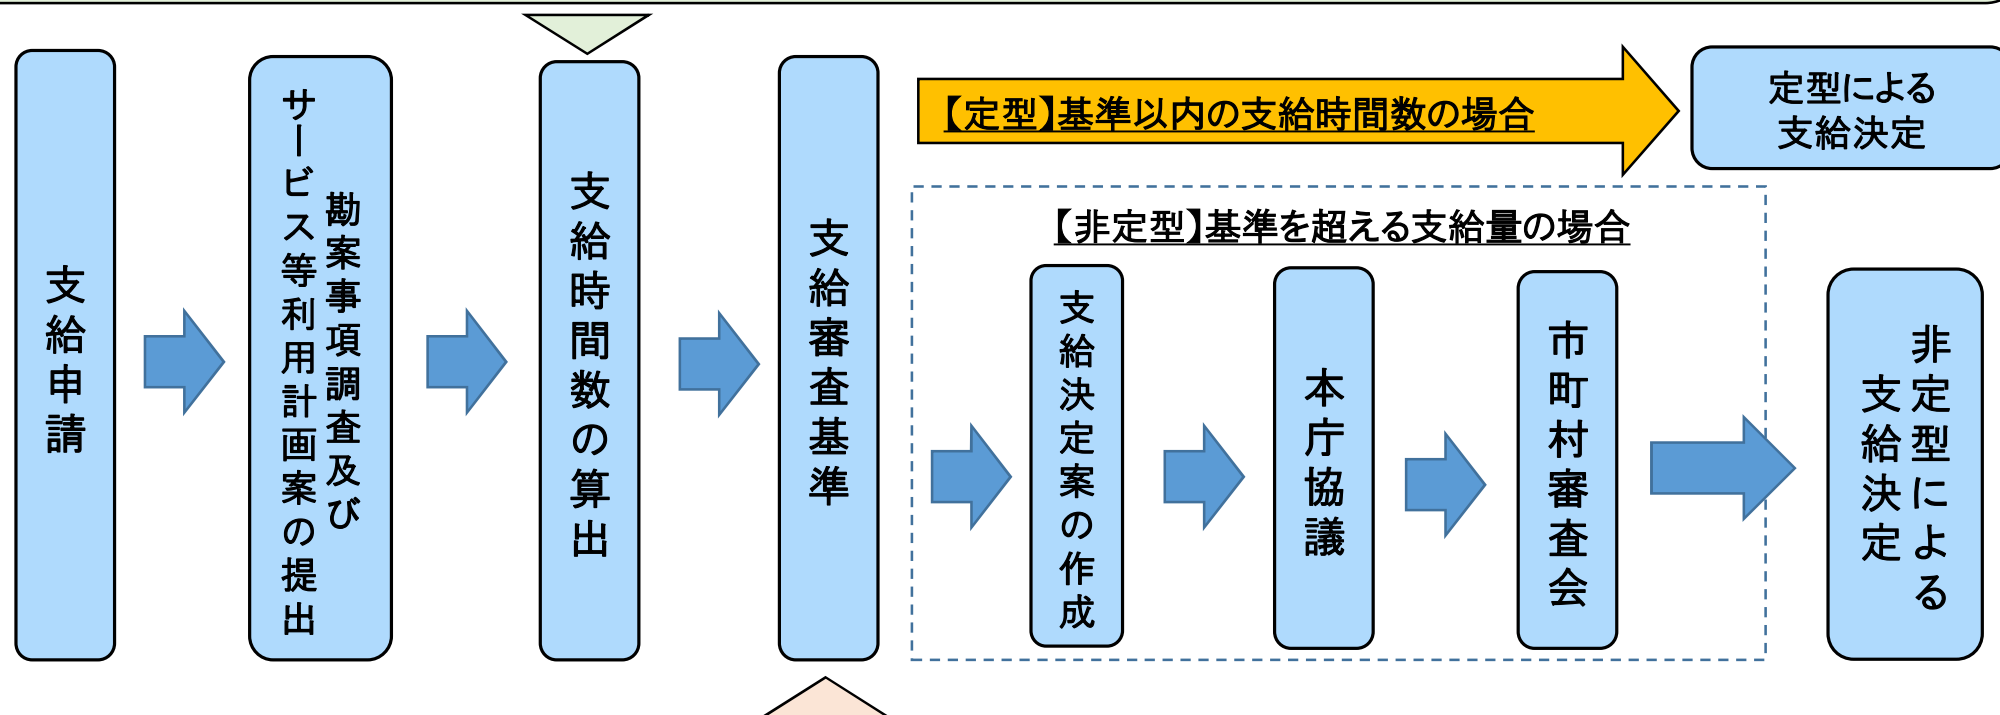 支給申請
勘案事項調査及び
サービス等利用計画案の提出
支給時間数の算出
支給審査基準
【定型】基準以内の支給時間数の場合
定型による
支給決定
【非定型】基準を超える支給量の場合
支給決定案の作成
本庁協議
市町村審査会
非定型による
支給決定